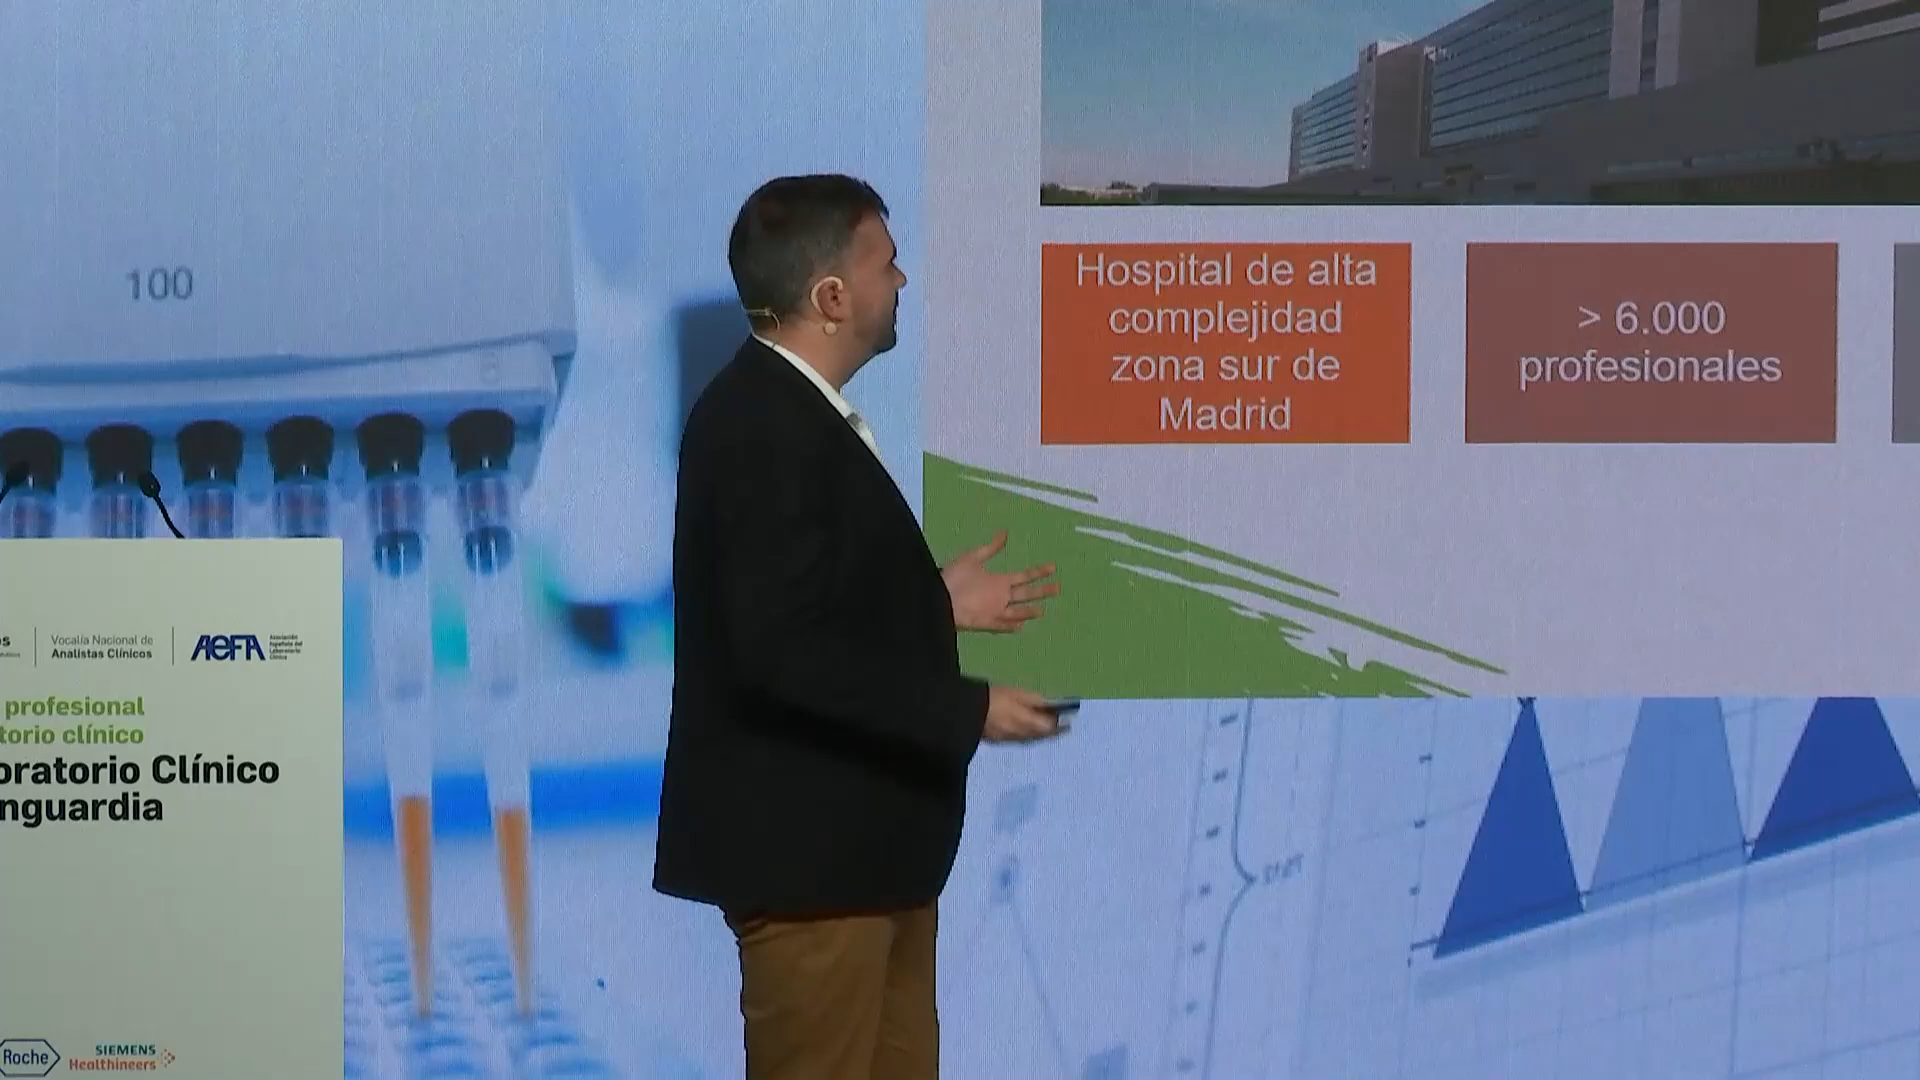 100
Hospital de alta
complejidad
zona sur de
Madrid
> 6.000
profesionales
Vocalía Nacional de
Analistas Clínicos
AEFA
profesional
torio clínico
oratorio Clínico
nguardia
Roche
SIEMENS
Healthineers